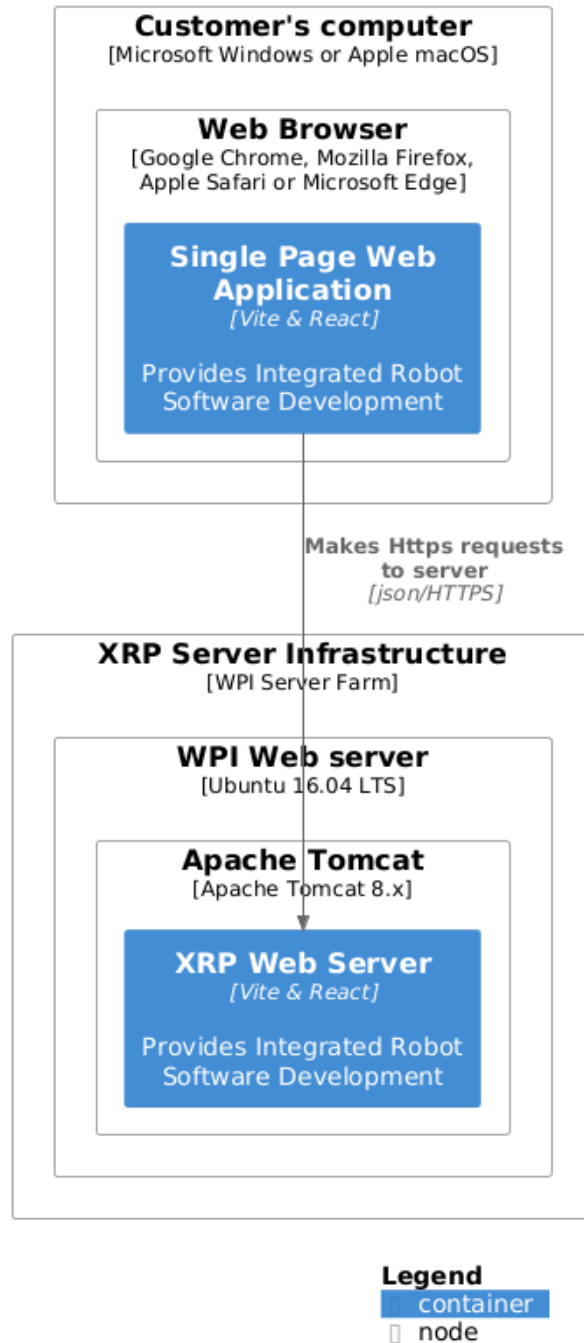 Customer's computer
[Microsoft Windows or Apple macOS]
Web Browser
[Google Chrome, Mozilla Firefox,
Apple Safari or Microsoft Edge]
Single Page Web
Application
[Vite & React]
Provides Integrated Robot
Software Development
Makes Https requests
to server
[json/HTTPS]
XRP Server Infrastructure
[WPI Server Farm]
WPI Web server
[Ubuntu 16.04 LTS]
Apache Tomcat
[Apache Tomcat 8.x]
XRP Web Server
[Vite & React]
Provides Integrated Robot
Software Development
Legend
container
node